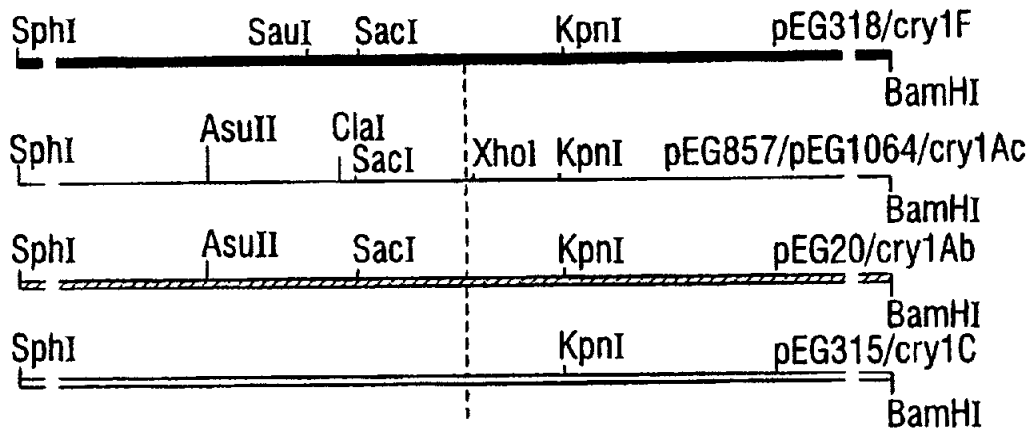 SphI SauI SacI KpnI pEG318/cry1F
BamHI
SphI AsuII ClaI SacI XhoI KpnI pEG857/pEG1064/cry1Ac
BamHI
SphI AsuII SacI KpnI pEG20/cry1Ab
BamHI
SphI KpnI pEG315/cry1C
BamHI